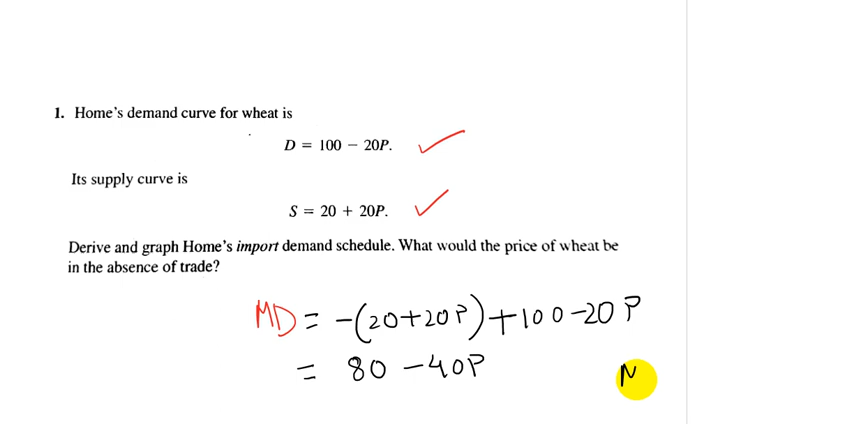 1. Home's demand curve for wheat is
D = 100 − 20P.
Its supply curve is
S = 20 + 20P.
Derive and graph Home's import demand schedule. What would the price of wheat be
in the absence of trade?
MD = -(20+20P)+100-20P
= 80 -40P